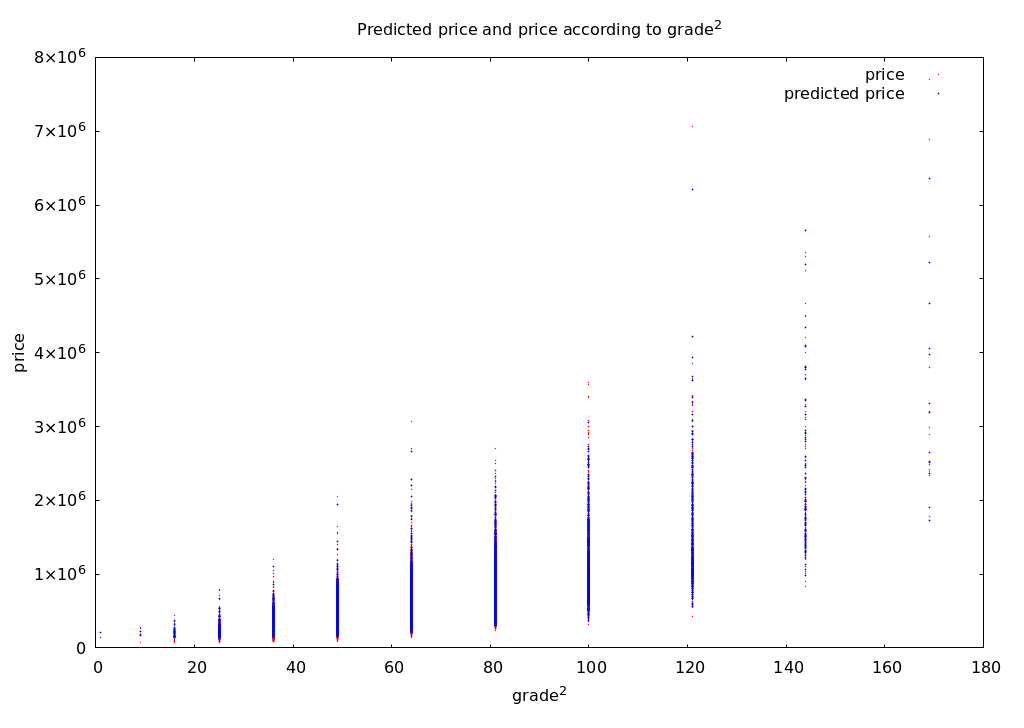 Predicted price and price according to grade²
8×10⁶
7×10⁶
6×10⁶
5×10⁶
4×10⁶
3×10⁶
2×10⁶
1×10⁶
0
price
price
predicted price
0 20 40 60 80 100 120 140 160 180
grade²